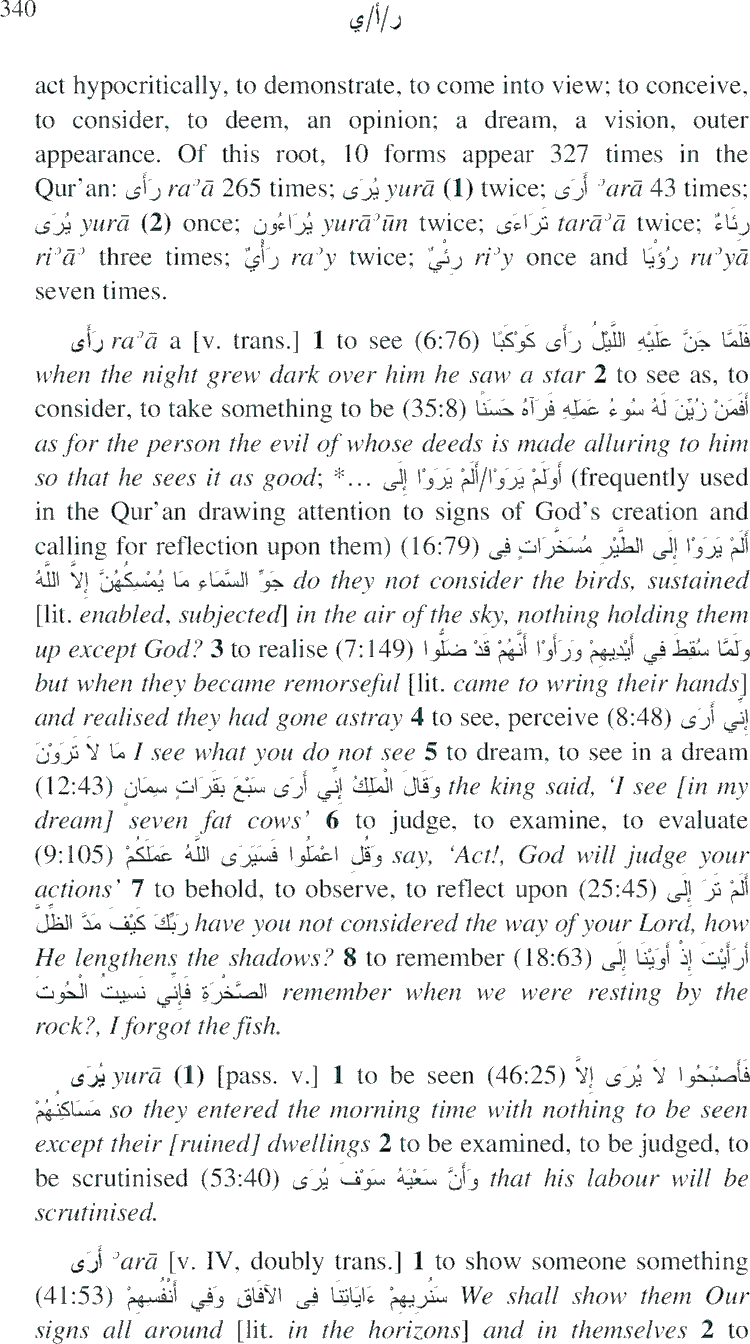 340
ر/أ/ي
act hypocritically, to demonstrate, to come into view; to conceive,
to consider, to deem, an opinion; a dream, a vision, outer
appearance. Of this root, 10 forms appear 327 times in the
Qur'an: رَأَى raʾā 265 times; يُرَى yurā (1) twice; أَرَى ʾarā 43 times;
يُرَى yurā (2) once; يُرَاءُون yurāʾūn twice; تَرَاءَى tarāʾā twice; رِئَاءٌ
riʾāʾ three times; رَأْيٌ raʾy twice; رِئْيٌ riʾy once and رُؤْيَا ruʾyā
seven times.
رَأَى raʾā a [v. trans.] 1 to see (6:76) فَلَمَّا جَنَّ عَلَيْهِ اللَّيْلُ رَأَى كَوْكَبًا
when the night grew dark over him he saw a star 2 to see as, to
consider, to take something to be (35:8) أَفَمَنْ زُيِّنَ لَهُ سُوءُ عَمَلِهِ فَرَآهُ حَسَنًا
as for the person the evil of whose deeds is made alluring to him
so that he sees it as good; *... أَوَلَمْ يَرَوْا/أَلَمْ يَرَوْا إِلَى (frequently used
in the Qur'an drawing attention to signs of God's creation and
calling for reflection upon them) (16:79) أَلَمْ يَرَوْا إِلَى الطَّيْرِ مُسَخَّرَاتٍ فِى
جَوِّ السَّمَاءِ مَا يُمْسِكُهُنَّ إِلاَّ اللَّهُ do they not consider the birds, sustained
[lit. enabled, subjected] in the air of the sky, nothing holding them
up except God? 3 to realise (7:149) وَلَمَّا سُقِطَ فِي أَيْدِيهِمْ وَرَأَوْا أَنَّهُمْ قَدْ ضَلُّوا
but when they became remorseful [lit. came to wring their hands]
and realised they had gone astray 4 to see, perceive (8:48) إِنِّي أَرَى
مَا لاَ تَرَوْنَ I see what you do not see 5 to dream, to see in a dream
(12:43) وَقَالَ الْمَلِكُ إِنِّي أَرَى سَبْعَ بَقَرَاتٍ سِمَانٍ the king said, 'I see [in my
dream] seven fat cows' 6 to judge, to examine, to evaluate
(9:105) وَقُلِ اعْمَلُوا فَسَيَرَى اللَّهُ عَمَلَكُمْ say, 'Act!, God will judge your
actions' 7 to behold, to observe, to reflect upon (25:45) أَلَمْ تَرَ إِلَى
رَبِّكَ كَيْفَ مَدَّ الظِّلَّ have you not considered the way of your Lord, how
He lengthens the shadows? 8 to remember (18:63) أَرَأَيْتَ إِذْ أَوَيْنَا إِلَى
الصَّخْرَةِ فَإِنِّي نَسِيتُ الْحُوتَ remember when we were resting by the
rock?, I forgot the fish.
يُرَى yurā (1) [pass. v.] 1 to be seen (46:25) فَأَصْبَحُوا لاَ يُرَى إِلاَّ
مَسَاكِنُهُمْ so they entered the morning time with nothing to be seen
except their [ruined] dwellings 2 to be examined, to be judged, to
be scrutinised (53:40) وَأَنَّ سَعْيَهُ سَوْفَ يُرَى that his labour will be
scrutinised.
أَرَى ʾarā [v. IV, doubly trans.] 1 to show someone something
(41:53) سَنُرِيهِمْ ءَايَاتِنَا فِى الآفَاقِ وَفِي أَنْفُسِهِمْ We shall show them Our
signs all around [lit. in the horizons] and in themselves 2 to